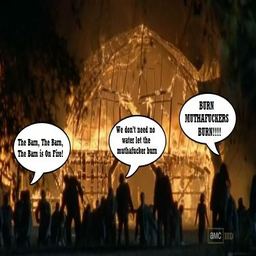 The Barn, The Barn,
The Barn is On Fire!
We don't need no
water let the
muthafucker burn
BURN
MUTHAFUCKERS
BURN!!!!
amc HD